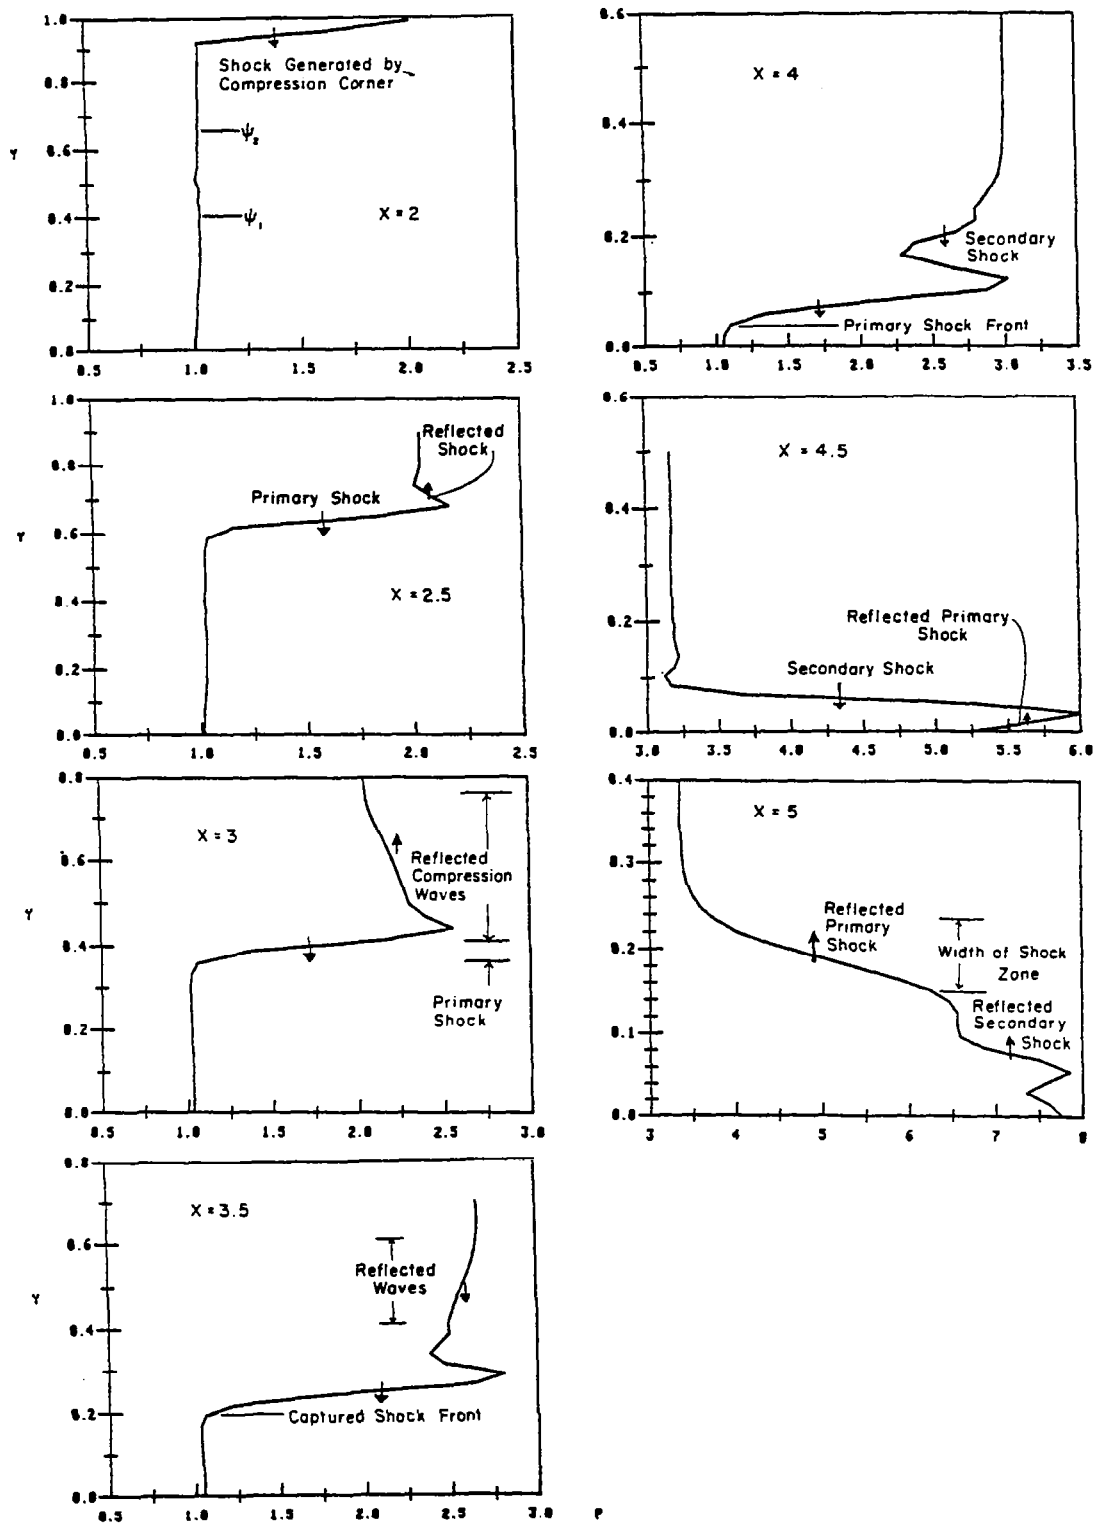 1.0
0.8
0.6
0.4
0.2
0.0
Y
Shock Generated by
Compression Corner
ψ₂
ψ₁
X = 2
0.5 1.0 1.5 2.0 2.5
1.0
0.8
0.6
0.4
0.2
0.0
Y
Reflected
Shock
Primary Shock
X = 2.5
0.5 1.0 1.5 2.0 2.5
0.8
0.6
0.4
0.2
0.0
Y
X = 3
Reflected
Compression
Waves
Primary
Shock
0.5 1.0 1.5 2.0 2.5 3.0
0.8
0.6
0.4
0.2
0.0
Y
X = 3.5
Reflected
Waves
Captured Shock Front
0.5 1.0 1.5 2.0 2.5 3.0
P
0.6
0.4
0.2
0.0
X = 4
Secondary
Shock
Primary Shock Front
0.5 1.0 1.5 2.0 2.5 3.0 3.5
0.6
0.4
0.2
0.0
X = 4.5
Reflected Primary
Shock
Secondary Shock
3.0 3.5 4.0 4.5 5.0 5.5 6.0
0.4
0.3
0.2
0.1
0.0
X = 5
Reflected
Primary
Shock
Width of Shock
Zone
Reflected
Secondary
Shock
3 4 5 6 7 8